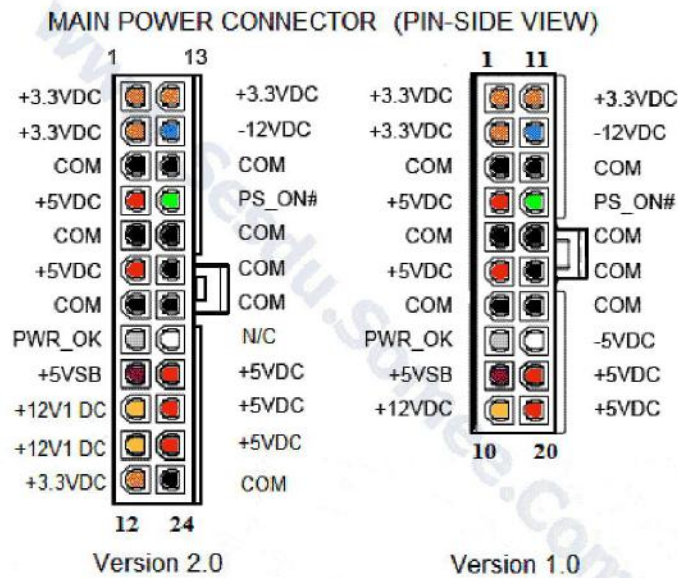 MAIN POWER CONNECTOR (PIN-SIDE VIEW)
1 13
+3.3VDC +3.3VDC
+3.3VDC -12VDC
COM COM
+5VDC PS_ON#
COM COM
+5VDC COM
COM COM
PWR_OK N/C
+5VSB +5VDC
+12V1 DC +5VDC
+12V1 DC +5VDC
+3.3VDC COM
12 24
Version 2.0
1 11
+3.3VDC +3.3VDC
+3.3VDC -12VDC
COM COM
+5VDC PS_ON#
COM COM
+5VDC COM
COM COM
PWR_OK -5VDC
+5VSB +5VDC
+12VDC +5VDC
10 20
Version 1.0